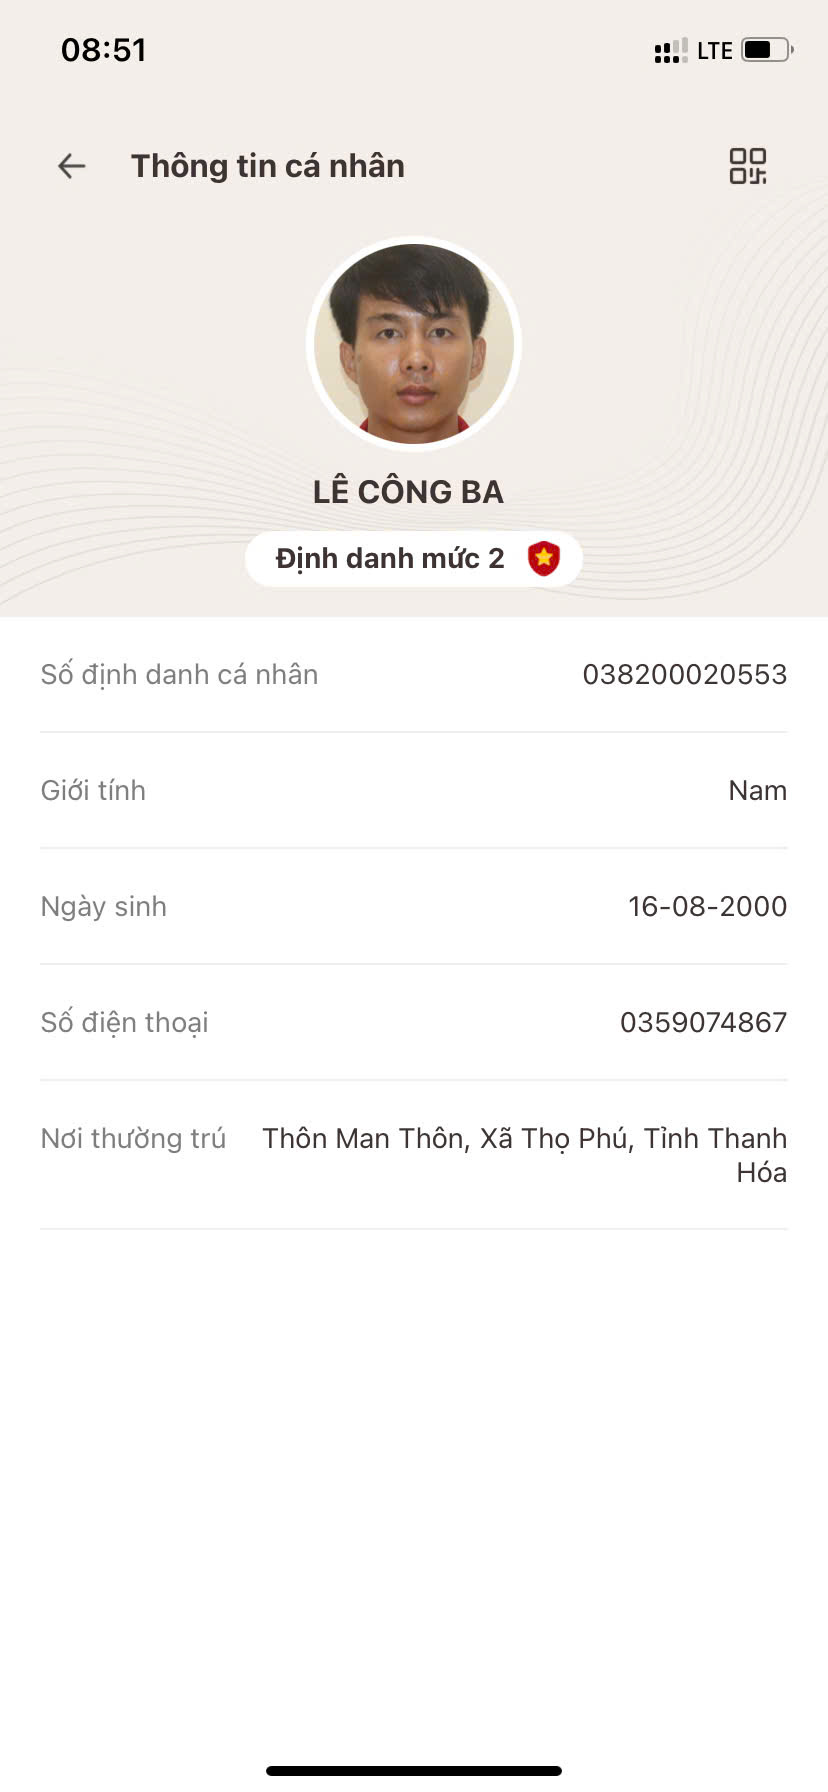 08:51
LTE
Thông tin cá nhân
LÊ CÔNG BA
Định danh mức 2
Số định danh cá nhân 038200020553
Giới tính Nam
Ngày sinh 16-08-2000
Số điện thoại 0359074867
Nơi thường trú Thôn Man Thôn, Xã Thọ Phú, Tỉnh Thanh
Hóa